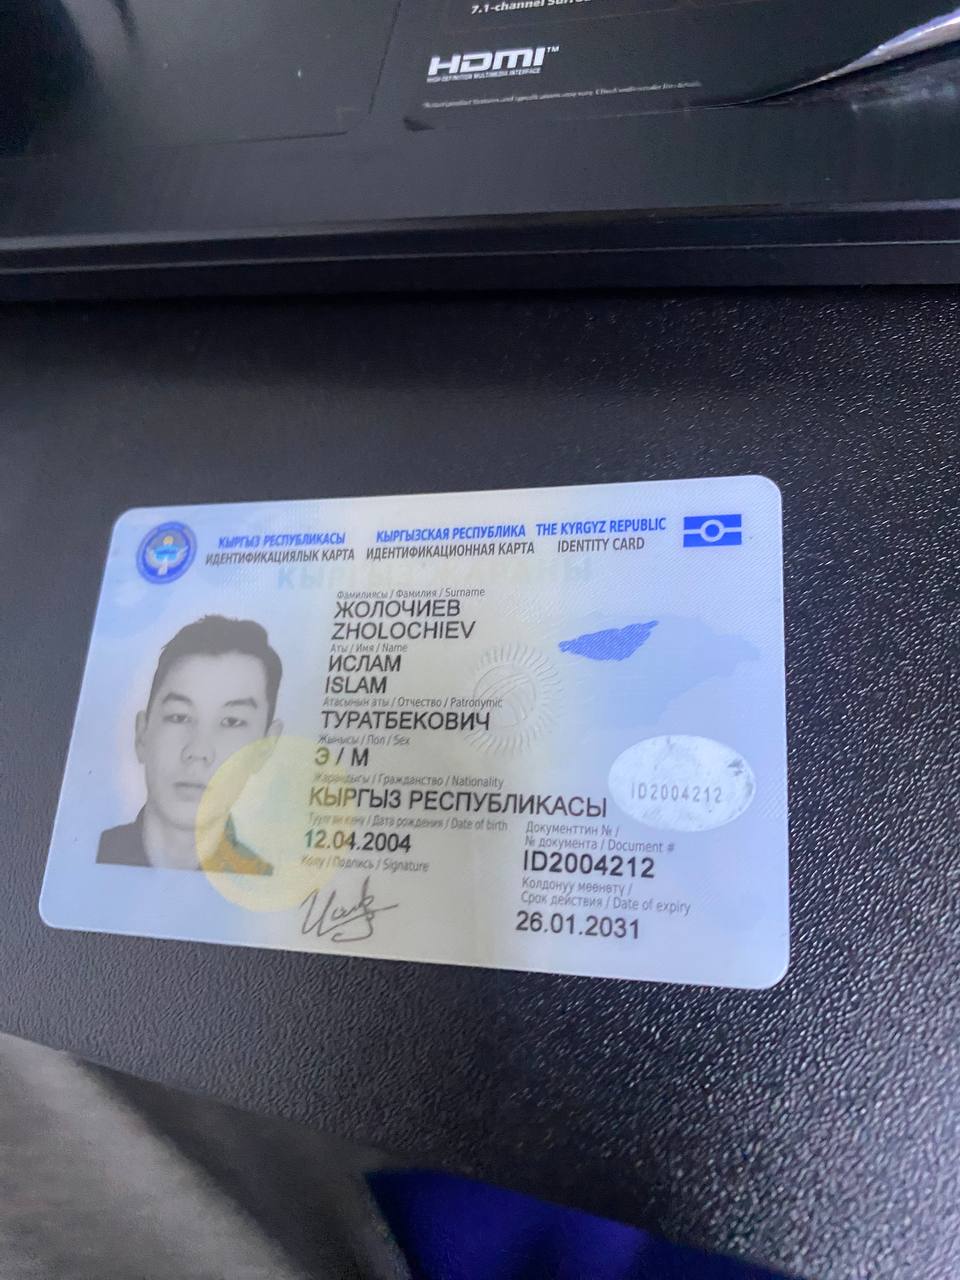 7.1-channel
HDMI™
HIGH-DEFINITION MULTIMEDIA INTERFACE
КЫРГЫЗ РЕСПУБЛИКАСЫ КЫРГЫЗСКАЯ РЕСПУБЛИКА THE KYRGYZ REPUBLIC
ИДЕНТИФИКАЦИЯЛЫК КАРТА ИДЕНТИФИКАЦИОННАЯ КАРТА IDENTITY CARD
Фамилиясы / Фамилия / Surname
ЖОЛОЧИЕВ
ZHOLOCHIEV
Аты / Имя / Name
ИСЛАМ
ISLAM
Атасынын аты / Отчество / Patronymic
ТУРАТБЕКОВИЧ
Жынысы / Пол / Sex
Э / М
Жарандыгы / Гражданство / Nationality
КЫРГЫЗ РЕСПУБЛИКАСЫ
ID2004212
Туулган күнү / Дата рождения / Date of birth
12.04.2004
Документтин № /
№ документа / Document #
ID2004212
Колу / Подпись / Signature
Колдонуу мөөнөтү /
Срок действия / Date of expiry
26.01.2031